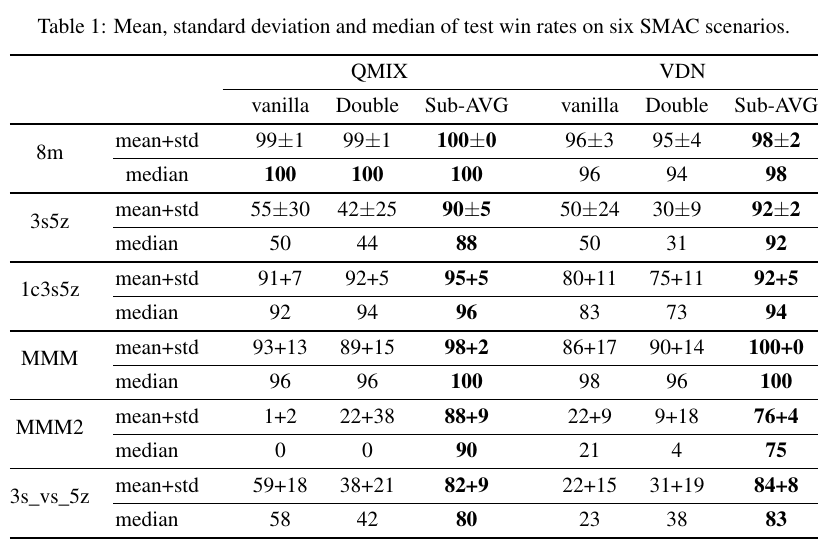 Table 1: Mean, standard deviation and median of test win rates on six SMAC scenarios.
QMIX VDN
vanilla Double Sub-AVG vanilla Double Sub-AVG
8m mean+std 99±1 99±1 100±0 96±3 95±4 98±2
median 100 100 100 96 94 98
3s5z mean+std 55±30 42±25 90±5 50±24 30±9 92±2
median 50 44 88 50 31 92
1c3s5z mean+std 91+7 92+5 95+5 80+11 75+11 92+5
median 92 94 96 83 73 94
MMM mean+std 93+13 89+15 98+2 86+17 90+14 100+0
median 96 96 100 98 96 100
MMM2 mean+std 1+2 22+38 88+9 22+9 9+18 76+4
median 0 0 90 21 4 75
3s_vs_5z mean+std 59+18 38+21 82+9 22+15 31+19 84+8
median 58 42 80 23 38 83